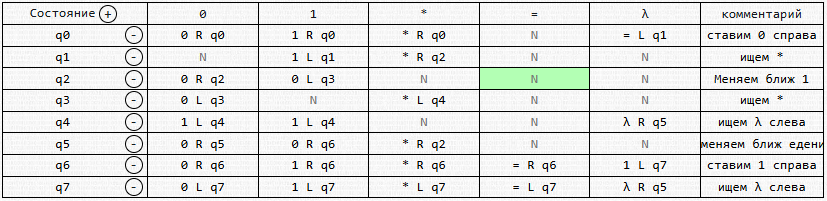 Состояние + 0 1 * = λ комментарий
q0 - 0 R q0 1 R q0 * R q0 N = L q1 ставим 0 справа
q1 - N 1 L q1 * R q2 N N ищем *
q2 - 0 R q2 0 L q3 N N N Меняем ближ 1
q3 - 0 L q3 N * L q4 N N ищем *
q4 - 1 L q4 1 L q4 N N λ R q5 ищем λ слева
q5 - 0 R q5 0 R q6 * R q2 N N меняем ближ едени
q6 - 0 R q6 1 R q6 * R q6 = R q6 1 L q7 ставим 1 справа
q7 - 0 L q7 1 L q7 * L q7 = L q7 λ R q5 ищем λ слева